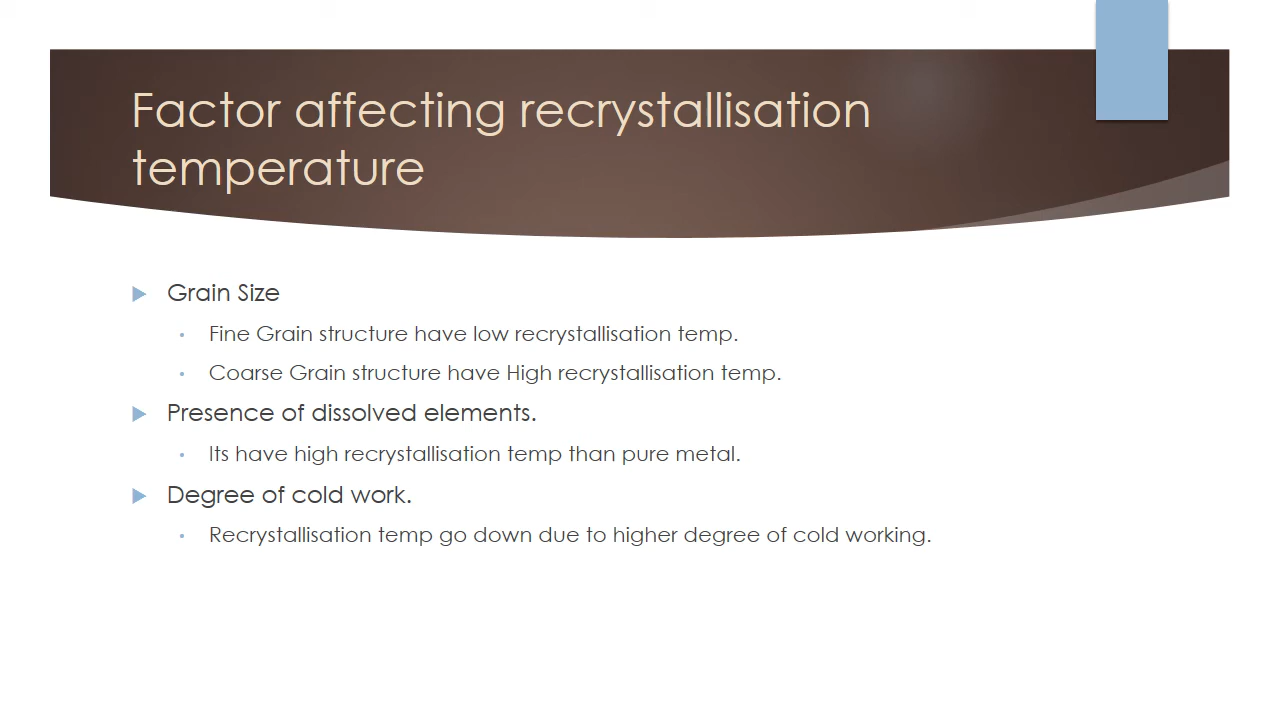 Factor affecting recrystallisation
temperature
Grain Size
Fine Grain structure have low recrystallisation temp.
Coarse Grain structure have High recrystallisation temp.
Presence of dissolved elements.
Its have high recrystallisation temp than pure metal.
Degree of cold work.
Recrystallisation temp go down due to higher degree of cold working.